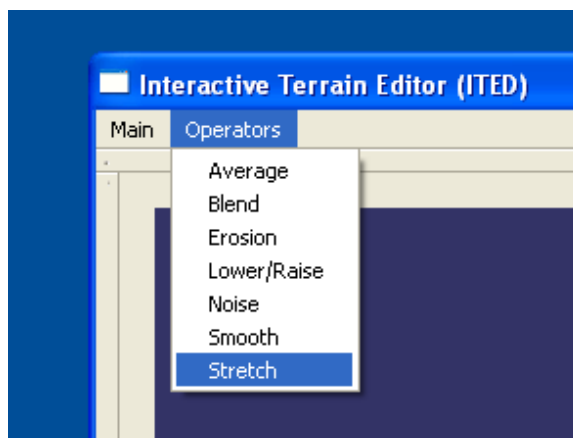 Interactive Terrain Editor (ITED)
Main Operators
Average
Blend
Erosion
Lower/Raise
Noise
Smooth
Stretch